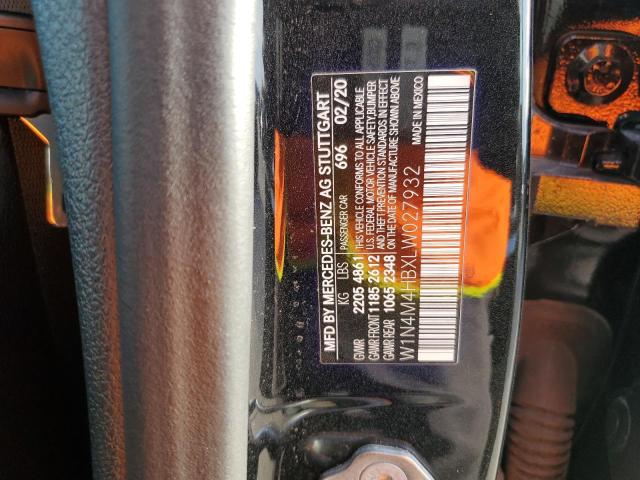 MFD BY MERCEDES-BENZ AG STUTTGART
KG LBS PASSENGER CAR 696 02/20
GVWR 2205 4861 THIS VEHICLE CONFORMS TO ALL APPLICABLE
GAWR FRONT 1185 2612 U.S. FEDERAL MOTOR VEHICLE SAFETY, BUMPER
GAWR REAR 1065 2348 AND THEFT PREVENTION STANDARDS IN EFFECT
ON THE DATE OF MANUFACTURE SHOWN ABOVE
MADE IN MEXICO
W1N4M4HBXLW027932